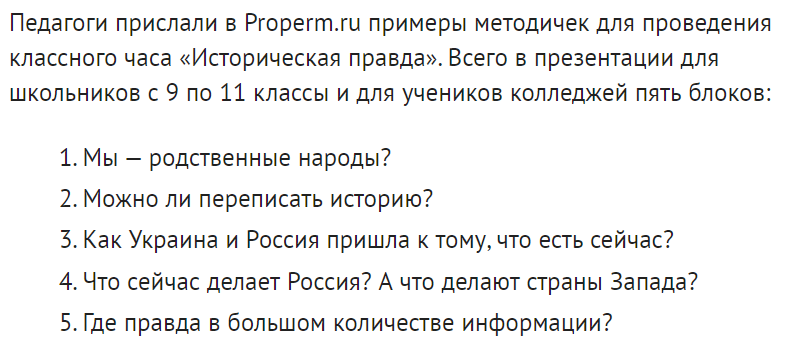 Педагоги прислали в Properm.ru примеры методичек для проведения
классного часа «Историческая правда». Всего в презентации для
школьников с 9 по 11 классы и для учеников колледжей пять блоков:
1. Мы — родственные народы?
2. Можно ли переписать историю?
3. Как Украина и Россия пришла к тому, что есть сейчас?
4. Что сейчас делает Россия? А что делают страны Запада?
5. Где правда в большом количестве информации?